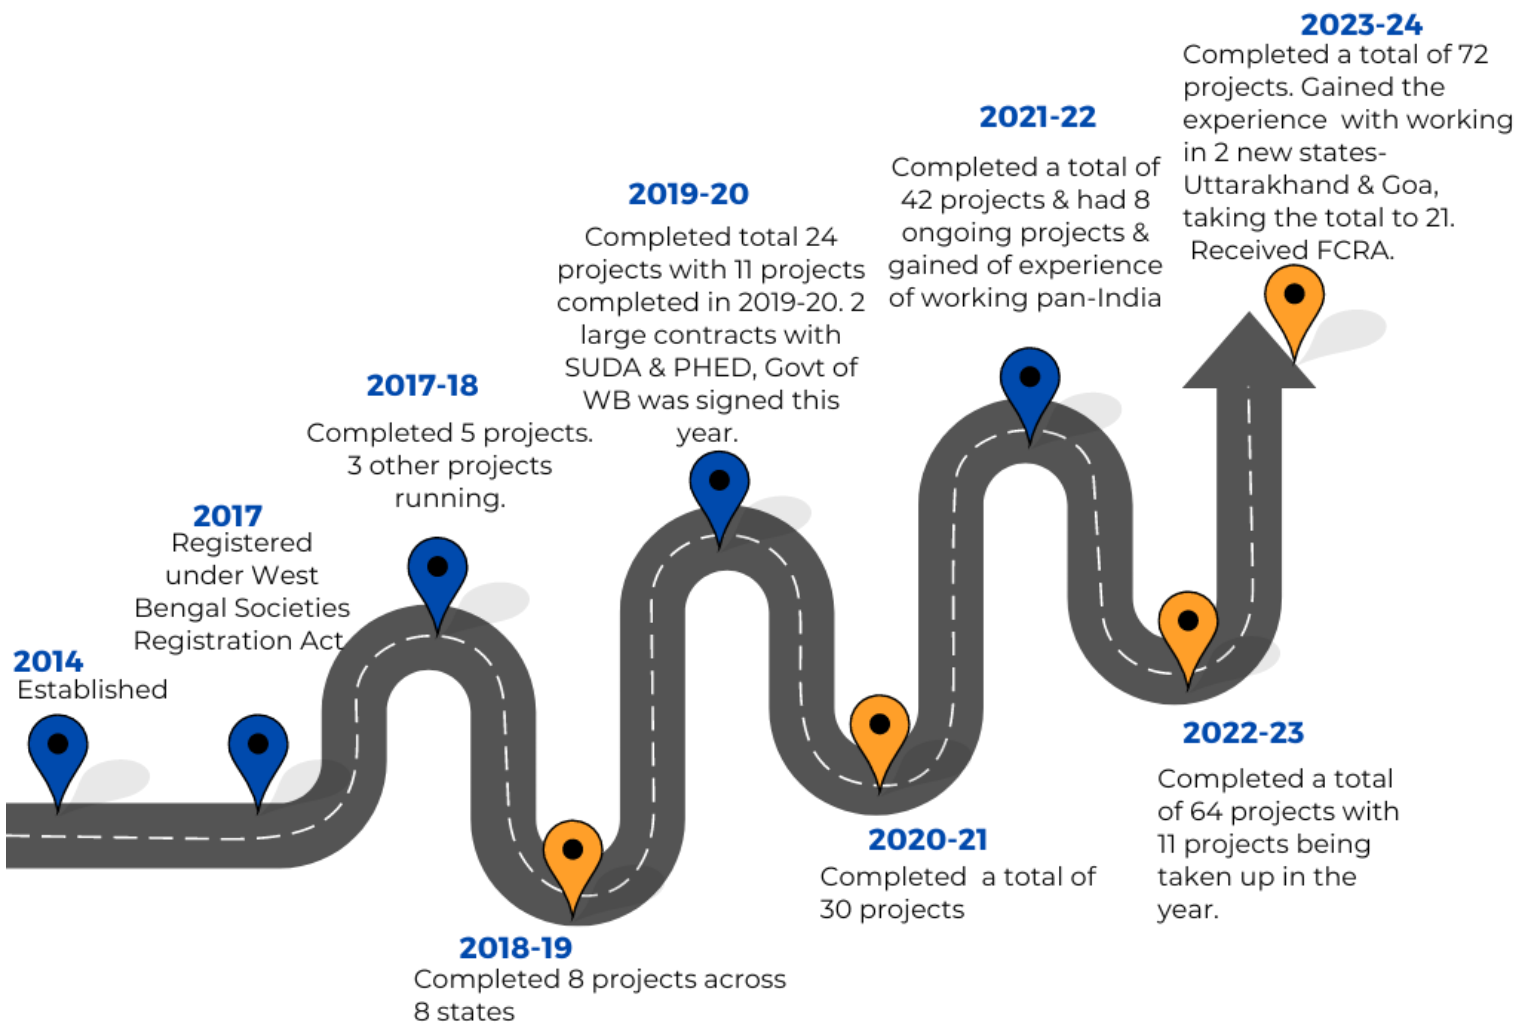 2014
Established
2017
Registered
under West
Bengal Societies
Registration Act
2017-18
Completed 5 projects.
3 other projects
running.
2018-19
Completed 8 projects across
8 states
2019-20
Completed total 24
projects with 11 projects
completed in 2019-20. 2
large contracts with
SUDA & PHED, Govt of
WB was signed this
year.
2020-21
Completed a total of
30 projects
2021-22
Completed a total of
42 projects & had 8
ongoing projects &
gained of experience
of working pan-India
2022-23
Completed a total
of 64 projects with
11 projects being
taken up in the
year.
2023-24
Completed a total of 72
projects. Gained the
experience with working
in 2 new states-
Uttarakhand & Goa,
taking the total to 21.
Received FCRA.